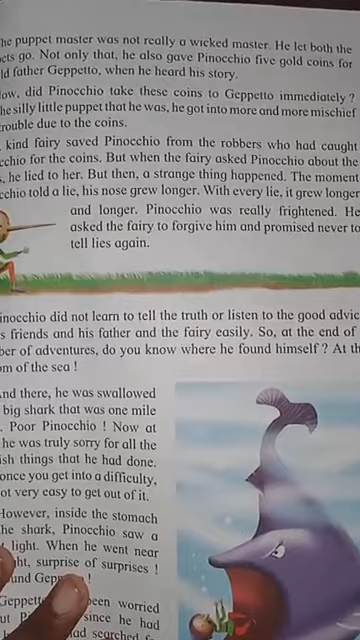 he puppet master was not really a wicked master. He let both the
ets go. Not only that, he also gave Pinocchio five gold coins for
ld father Geppetto, when he heard his story.
ow, did Pinocchio take these coins to Geppetto immediately ?
he silly little puppet that he was, he got into more and more mischief
rouble due to the coins.
kind fairy saved Pinocchio from the robbers who had caught
cchio for the coins. But when the fairy asked Pinocchio about the
s, he lied to her. But then, a strange thing happened. The moment
cchio told a lie, his nose grew longer. With every lie, it grew longer
and longer. Pinocchio was really frightened. He
asked the fairy to forgive him and promised never to
tell lies again.
inocchio did not learn to tell the truth or listen to the good advic
s friends and his father and the fairy easily. So, at the end of
ber of adventures, do you know where he found himself ? At th
om of the sea !
nd there, he was swallowed
big shark that was one mile
. Poor Pinocchio ! Now at
he was truly sorry for all the
ish things that he had done.
once you get into a difficulty,
ot very easy to get out of it.
However, inside the stomach
he shark, Pinocchio saw a
light. When he went near
ht, surprise of surprises !
und Gepp !
Geppett been worried
ut P since he had
had searched f